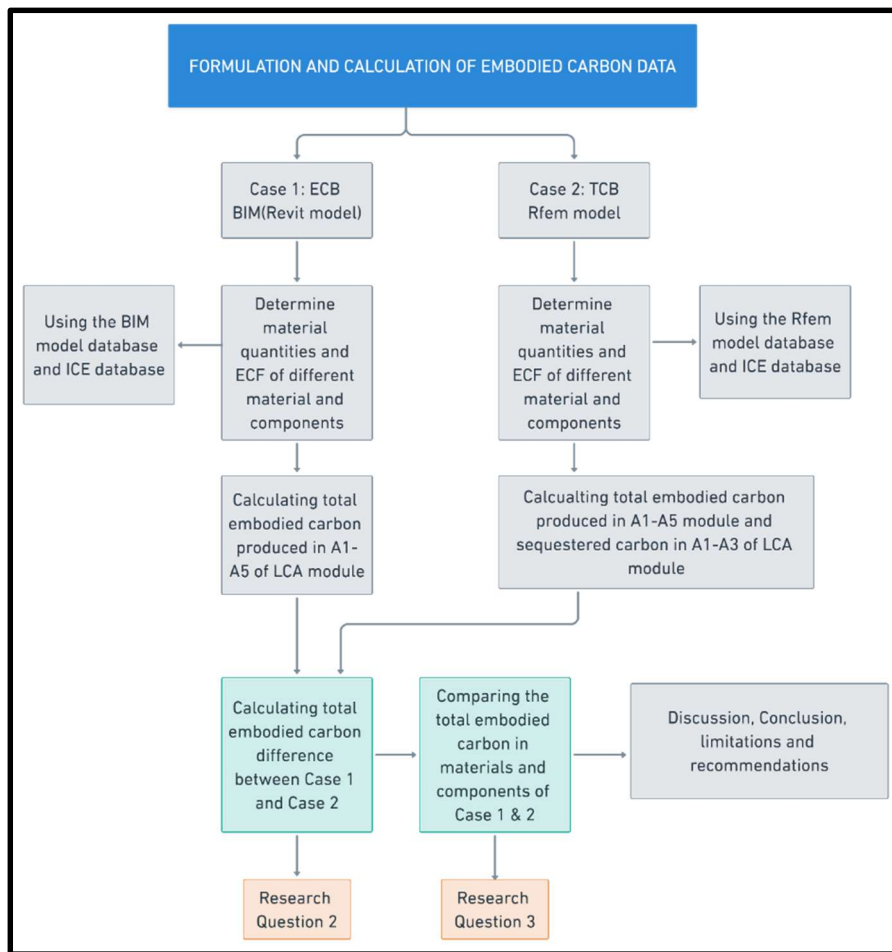 FORMULATION AND CALCULATION OF EMBODIED CARBON DATA
Case 1: ECB
BIM(Revit model)
Case 2: TCB
Rfem model
Using the BIM
model database
and ICE database
Determine
material
quantities and
ECF of different
material and
components
Determine
material
quantities and
ECF of different
material and
components
Using the Rfem
model database
and ICE database
Calculating total
embodied carbon
produced in A1-
A5 of LCA module
Calcualting total embodied carbon
produced in A1-A5 module and
sequestered carbon in A1-A3 of LCA
module
Calculating total
embodied carbon
difference
between Case 1
and Case 2
Comparing the
total embodied
carbon in
materials and
components of
Case 1 & 2
Discussion, Conclusion,
limitations and
recommendations
Research
Question 2
Research
Question 3